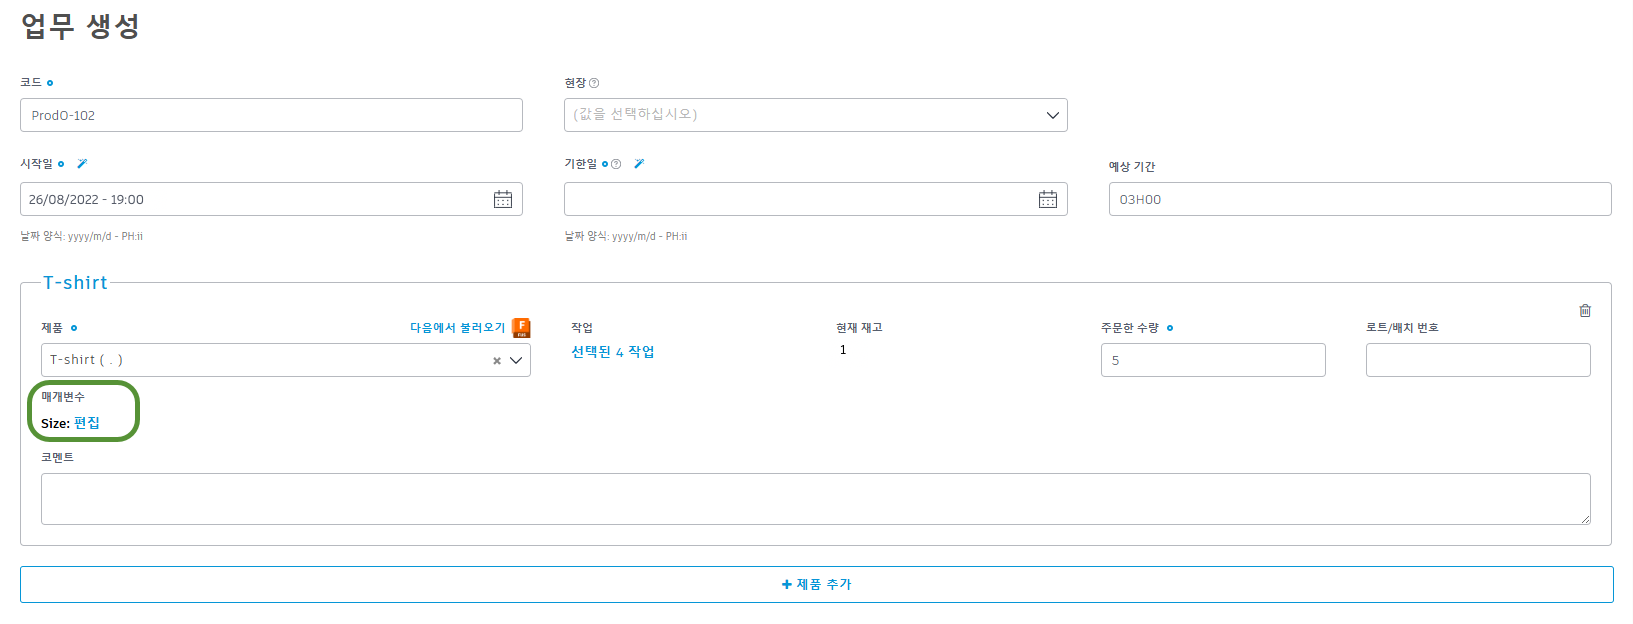 업무 생성
코드
현장
ProdO-102
(값을 선택하십시오)
시작일
기한일
예상 기간
26/08/2022 - 19:00
03H00
날짜 양식: yyyy/m/d - PH:ii
날짜 양식: yyyy/m/d - PH:ii
T-shirt
제품
다음에서 불러오기
F
작업
현재 재고
주문한 수량
로트/배치 번호
T-shirt ( . )
선택된 4 작업
1
5
매개변수
Size: 편집
코멘트
+ 제품 추가